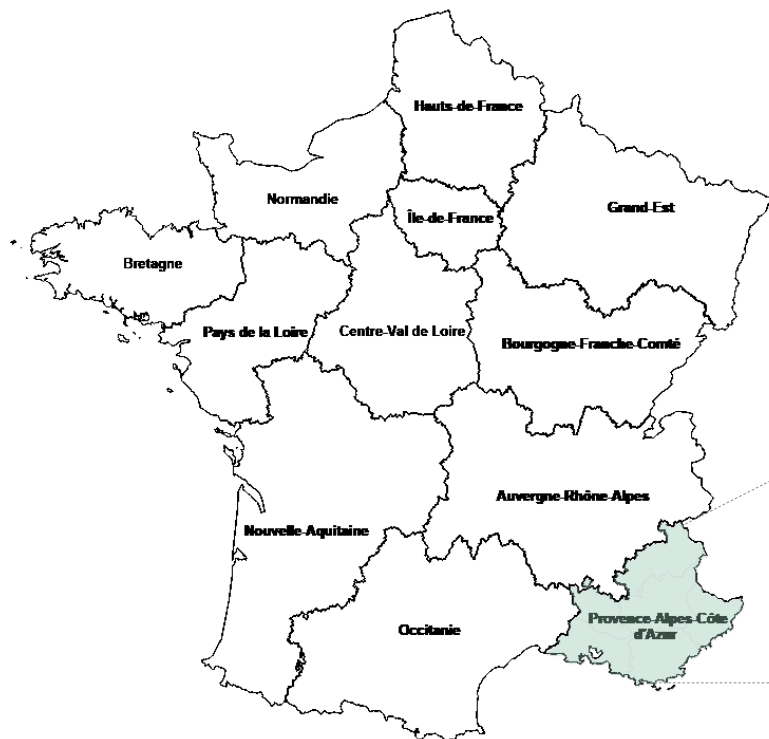 Hauts-de-France
Normandie
Île-de-France
Grand-Est
Bretagne
Pays de la Loire
Centre-Val de Loire
Bourgogne-Franche-Comté
Auvergne-Rhône-Alpes
Nouvelle-Aquitaine
Occitanie
Provence-Alpes-Côte
d'Azur